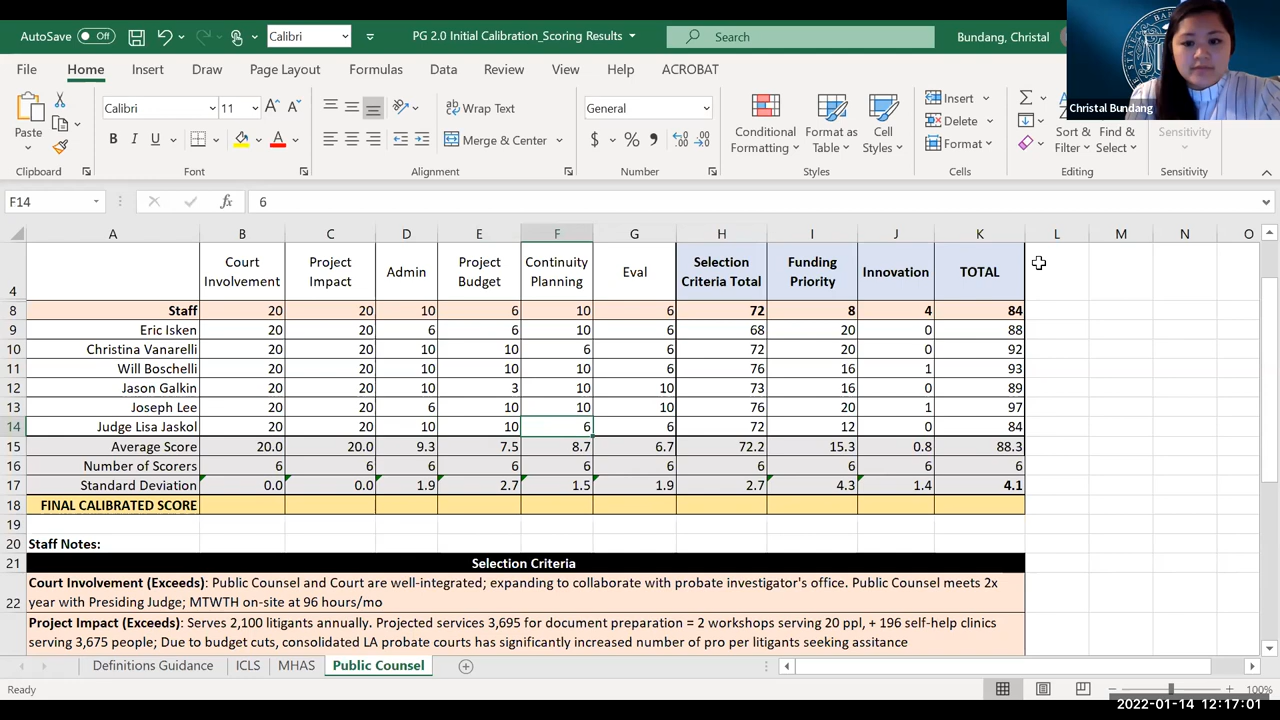 AutoSave Off Calibri PG 2.0 Initial Calibration_Scoring Results Search Bundang, Christal
File Home Insert Draw Page Layout Formulas Data Review View Help ACROBAT
Paste Calibri 11 Wrap Text General Conditional Formatting Format as Table Cell Styles Insert Sort & Filter Find & Select Sensitivity
B I U Merge & Center $ % Delete Format
Clipboard Font Alignment Number Styles Cells Editing Sensitivity
Christal Bundang
F14 fx 6
A B C D E F G H I J K L M N O
4 Court Involvement Project Impact Admin Project Budget Continuity Planning Eval Selection Criteria Total Funding Priority Innovation TOTAL
8 Staff 20 20 10 6 10 6 72 8 4 84
9 Eric Isken 20 20 6 6 10 6 68 20 0 88
10 Christina Vanarelli 20 20 10 10 6 6 72 20 0 92
11 Will Boschelli 20 20 10 10 10 6 76 16 1 93
12 Jason Galkin 20 20 10 3 10 10 73 16 0 89
13 Joseph Lee 20 20 6 10 10 10 76 20 1 97
14 Judge Lisa Jaskol 20 20 10 10 6 6 72 12 0 84
15 Average Score 20.0 20.0 9.3 7.5 8.7 6.7 72.2 15.3 0.8 88.3
16 Number of Scorers 6 6 6 6 6 6 6 6 6 6
17 Standard Deviation 0.0 0.0 1.9 2.7 1.5 1.9 2.7 4.3 1.4 4.1
18 FINAL CALIBRATED SCORE
19
20 Staff Notes:
21 Selection Criteria
22 Court Involvement (Exceeds): Public Counsel and Court are well-integrated; expanding to collaborate with probate investigator's office. Public Counsel meets 2x
year with Presiding Judge; MTWTH on-site at 96 hours/mo
Project Impact (Exceeds): Serves 2,100 litigants annually. Projected services 3,695 for document preparation = 2 workshops serving 20 ppl, + 196 self-help clinics
serving 3,675 people; Due to budget cuts, consolidated LA probate courts has significantly increased number of pro per litigants seeking assitance
Definitions Guidance ICLS MHAS Public Counsel
Ready 100%
2022-01-14 12:17:01